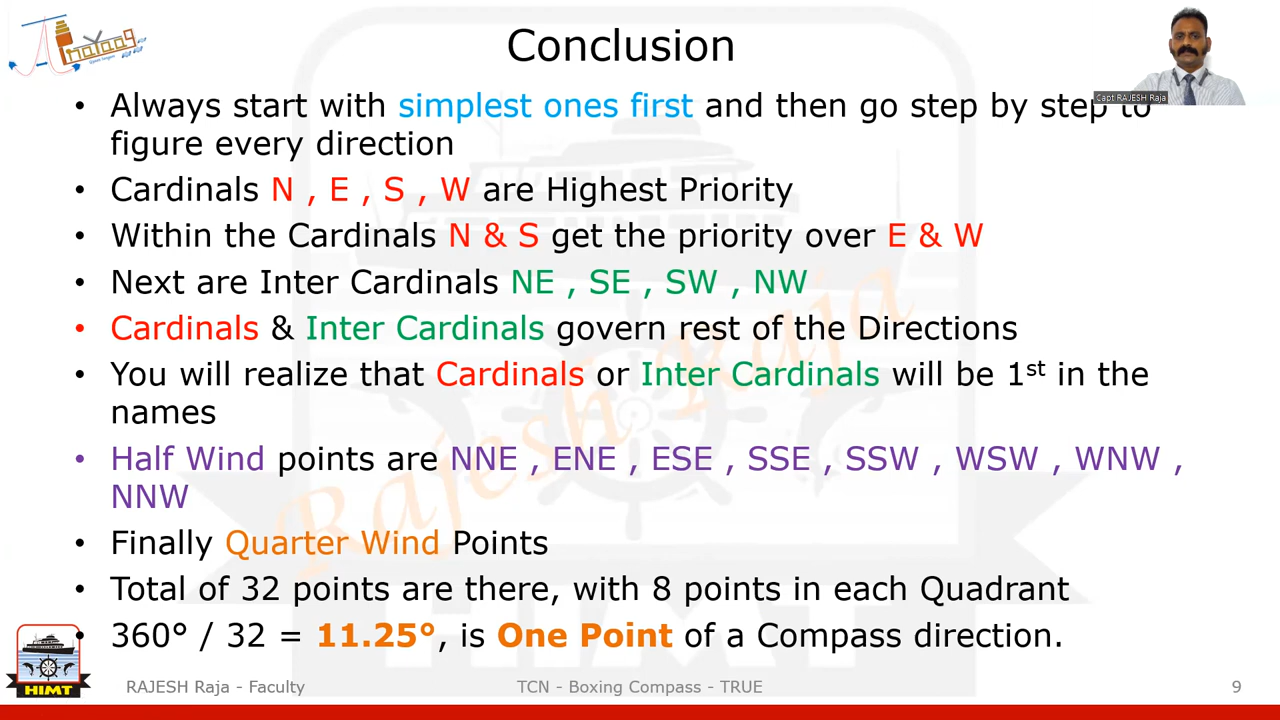 Conclusion
Capt RAJESH Raja
• Always start with simplest ones first and then go step by step to
figure every direction
• Cardinals N , E , S , W are Highest Priority
• Within the Cardinals N & S get the priority over E & W
• Next are Inter Cardinals NE , SE , SW , NW
• Cardinals & Inter Cardinals govern rest of the Directions
• You will realize that Cardinals or Inter Cardinals will be 1st in the
names
• Half Wind points are NNE , ENE , ESE , SSE , SSW , WSW , WNW ,
NNW
• Finally Quarter Wind Points
• Total of 32 points are there, with 8 points in each Quadrant
• 360° / 32 = 11.25°, is One Point of a Compass direction.
Rajesh Raja
HIMT
HIMT
RAJESH Raja - Faculty
TCN - Boxing Compass - TRUE
9